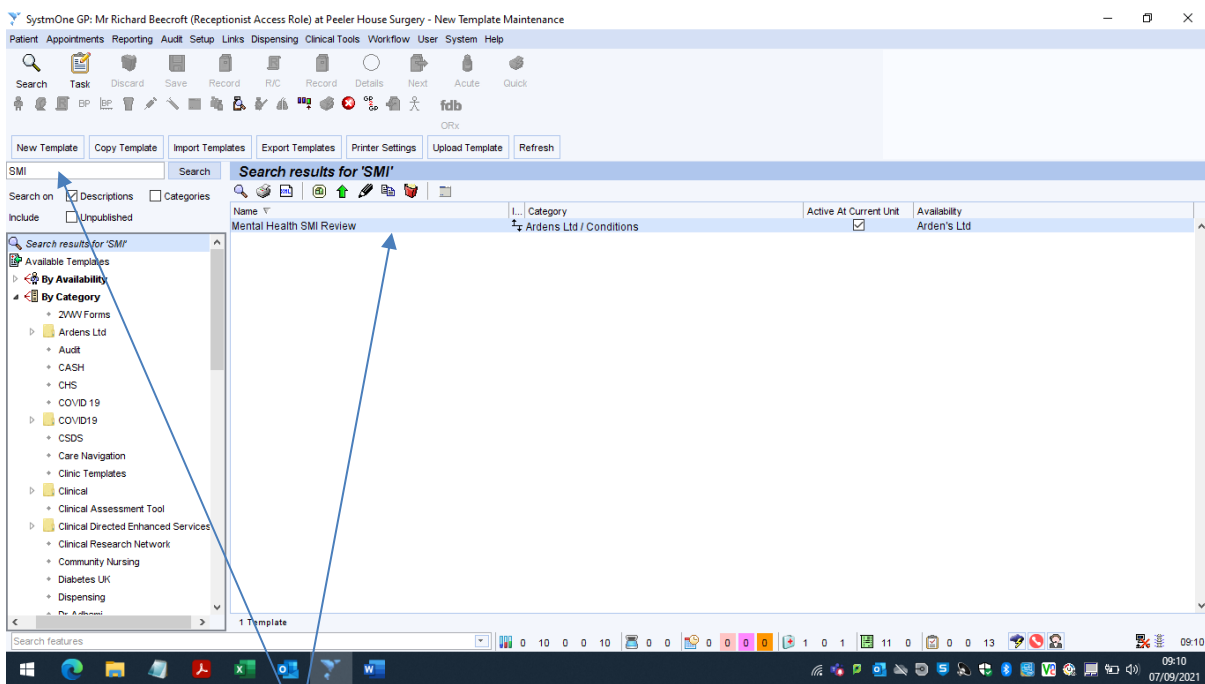 SystmOne GP: Mr Richard Beecroft (Receptionist Access Role) at Peeler House Surgery - New Template Maintenance
Patient Appointments Reporting Audit Setup Links Dispensing Clinical Tools Workflow User System Help
Search Task Discard Save Record R/C Record Details Next Acute Quick
BP BP GP GP fdb
ORx
New Template Copy Template Import Templates Export Templates Printer Settings Upload Template Refresh
SMI Search Search results for 'SMI'
Search on Descriptions Categories
Include Unpublished
Name I... Category Active At Current Unit Availability
Mental Health SMI Review Ardens Ltd / Conditions Arden's Ltd
Search results for 'SMI'
Available Templates
By Availability
By Category
2WW Forms
Ardens Ltd
Audit
CASH
CHS
COVID 19
COVID19
CSDS
Care Navigation
Clinic Templates
Clinical
Clinical Assessment Tool
Clinical Directed Enhanced Services
Clinical Research Network
Community Nursing
Diabetes UK
Dispensing
Dr Adhami
1 Template
Search features 0 10 0 0 10 0 0 0 0 0 0 1 0 1 11 0 0 0 13 09:10
09:10
07/09/2021